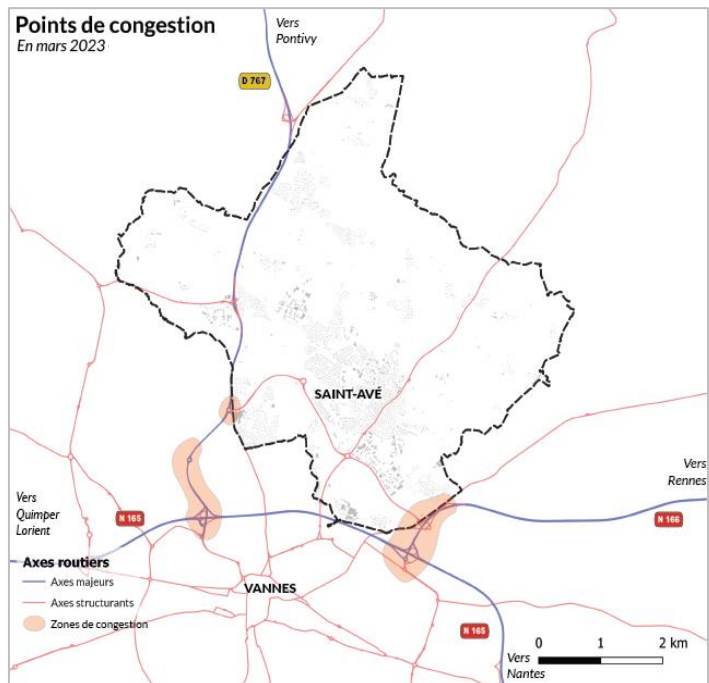 Points de congestion
En mars 2023
Vers
Pontivy
D 767
SAINT-AVÉ
Vers
Rennes
N 166
Vers
Quimper
Lorient
N 165
Axes routiers
Axes majeurs
Axes structurants
Zones de congestion
VANNES
N 165
Vers
Nantes
0 1 2 km